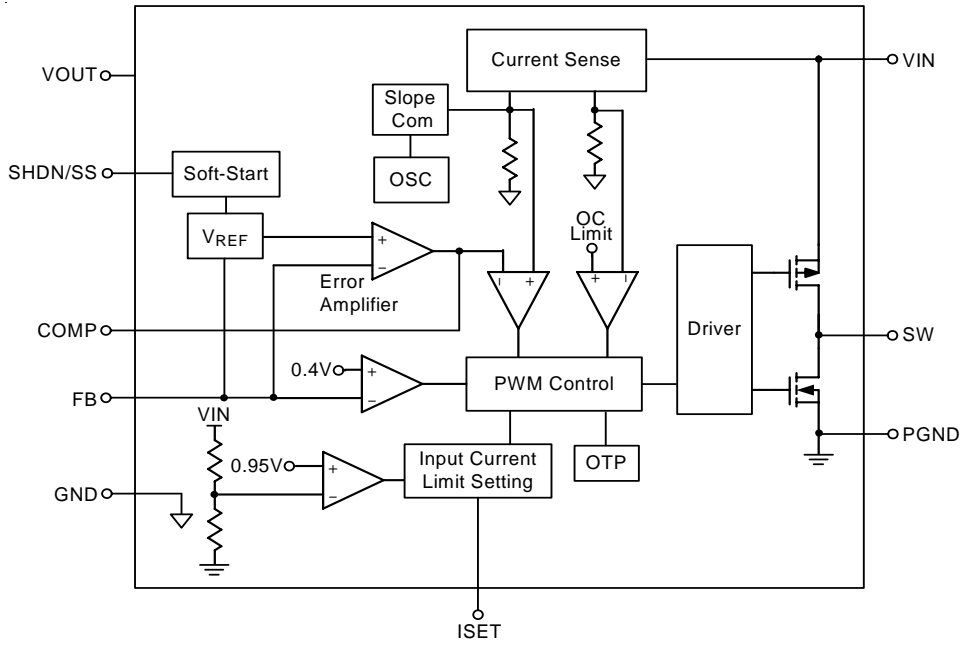 Current Sense
VIN
VOUT
Slope
Com
SHDN/SS
Soft-Start
OSC
VREF
+
−
Error
Amplifier
OC
Limit
−
+
+
−
COMP
Driver
SW
0.4V
+
−
PWM Control
FB
VIN
PGND
0.95V
+
−
Input Current
Limit Setting
OTP
GND
ISET